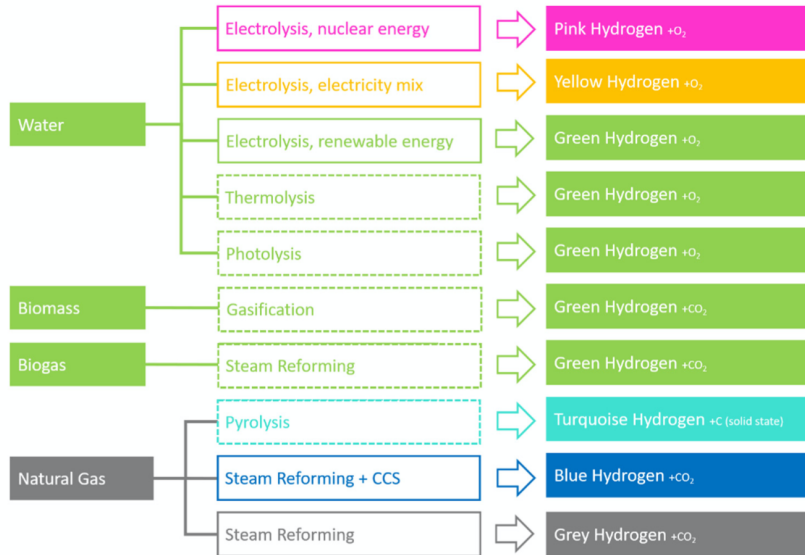 Water
Electrolysis, nuclear energy
Pink Hydrogen +O₂
Electrolysis, electricity mix
Yellow Hydrogen +O₂
Electrolysis, renewable energy
Green Hydrogen +O₂
Thermolysis
Green Hydrogen +O₂
Photolysis
Green Hydrogen +O₂
Biomass
Gasification
Green Hydrogen +CO₂
Biogas
Steam Reforming
Green Hydrogen +CO₂
Natural Gas
Pyrolysis
Turquoise Hydrogen +C (solid state)
Steam Reforming + CCS
Blue Hydrogen +CO₂
Steam Reforming
Grey Hydrogen +CO₂